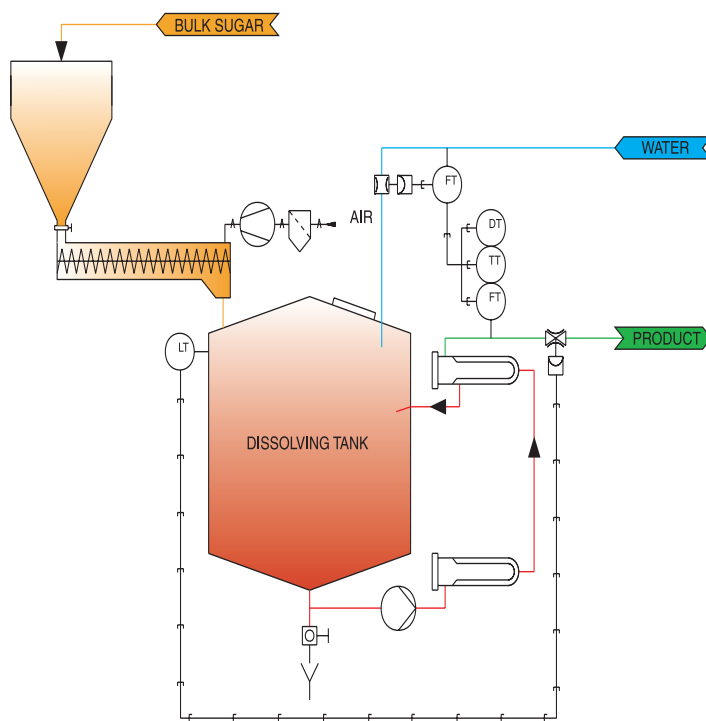 BULK SUGAR
WATER
FT
AIR
DT
TT
FT
PRODUCT
LT
DISSOLVING TANK